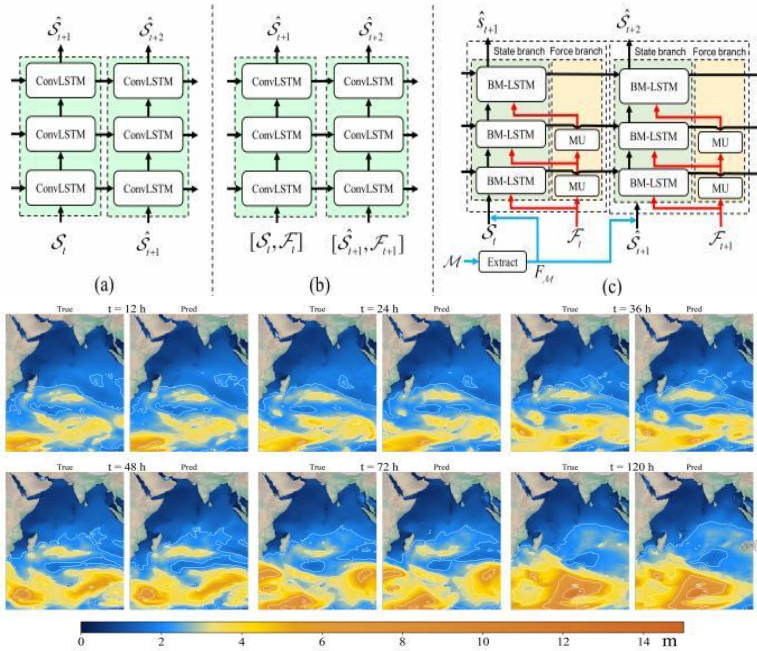 Ŝt+1 Ŝt+2
ConvLSTM ConvLSTM
ConvLSTM ConvLSTM
ConvLSTM ConvLSTM
St Ŝt+1
(a)
Ŝt+1 Ŝt+2
ConvLSTM ConvLSTM
ConvLSTM ConvLSTM
ConvLSTM ConvLSTM
[St, Ft] [Ŝt+1, Ft+1]
(b)
ŝt+1 Ŝt+2
State branch Force branch State branch Force branch
BM-LSTM BM-LSTM
BM-LSTM MU BM-LSTM MU
BM-LSTM MU BM-LSTM MU
St Ft Ŝt+1 Ft+1
M Extract FM
(c)
True t = 12 h Pred True t = 24 h Pred True t = 36 h Pred
True t = 48 h Pred True t = 72 h Pred True t = 120 h Pred
0 2 4 6 8 10 12 14 m